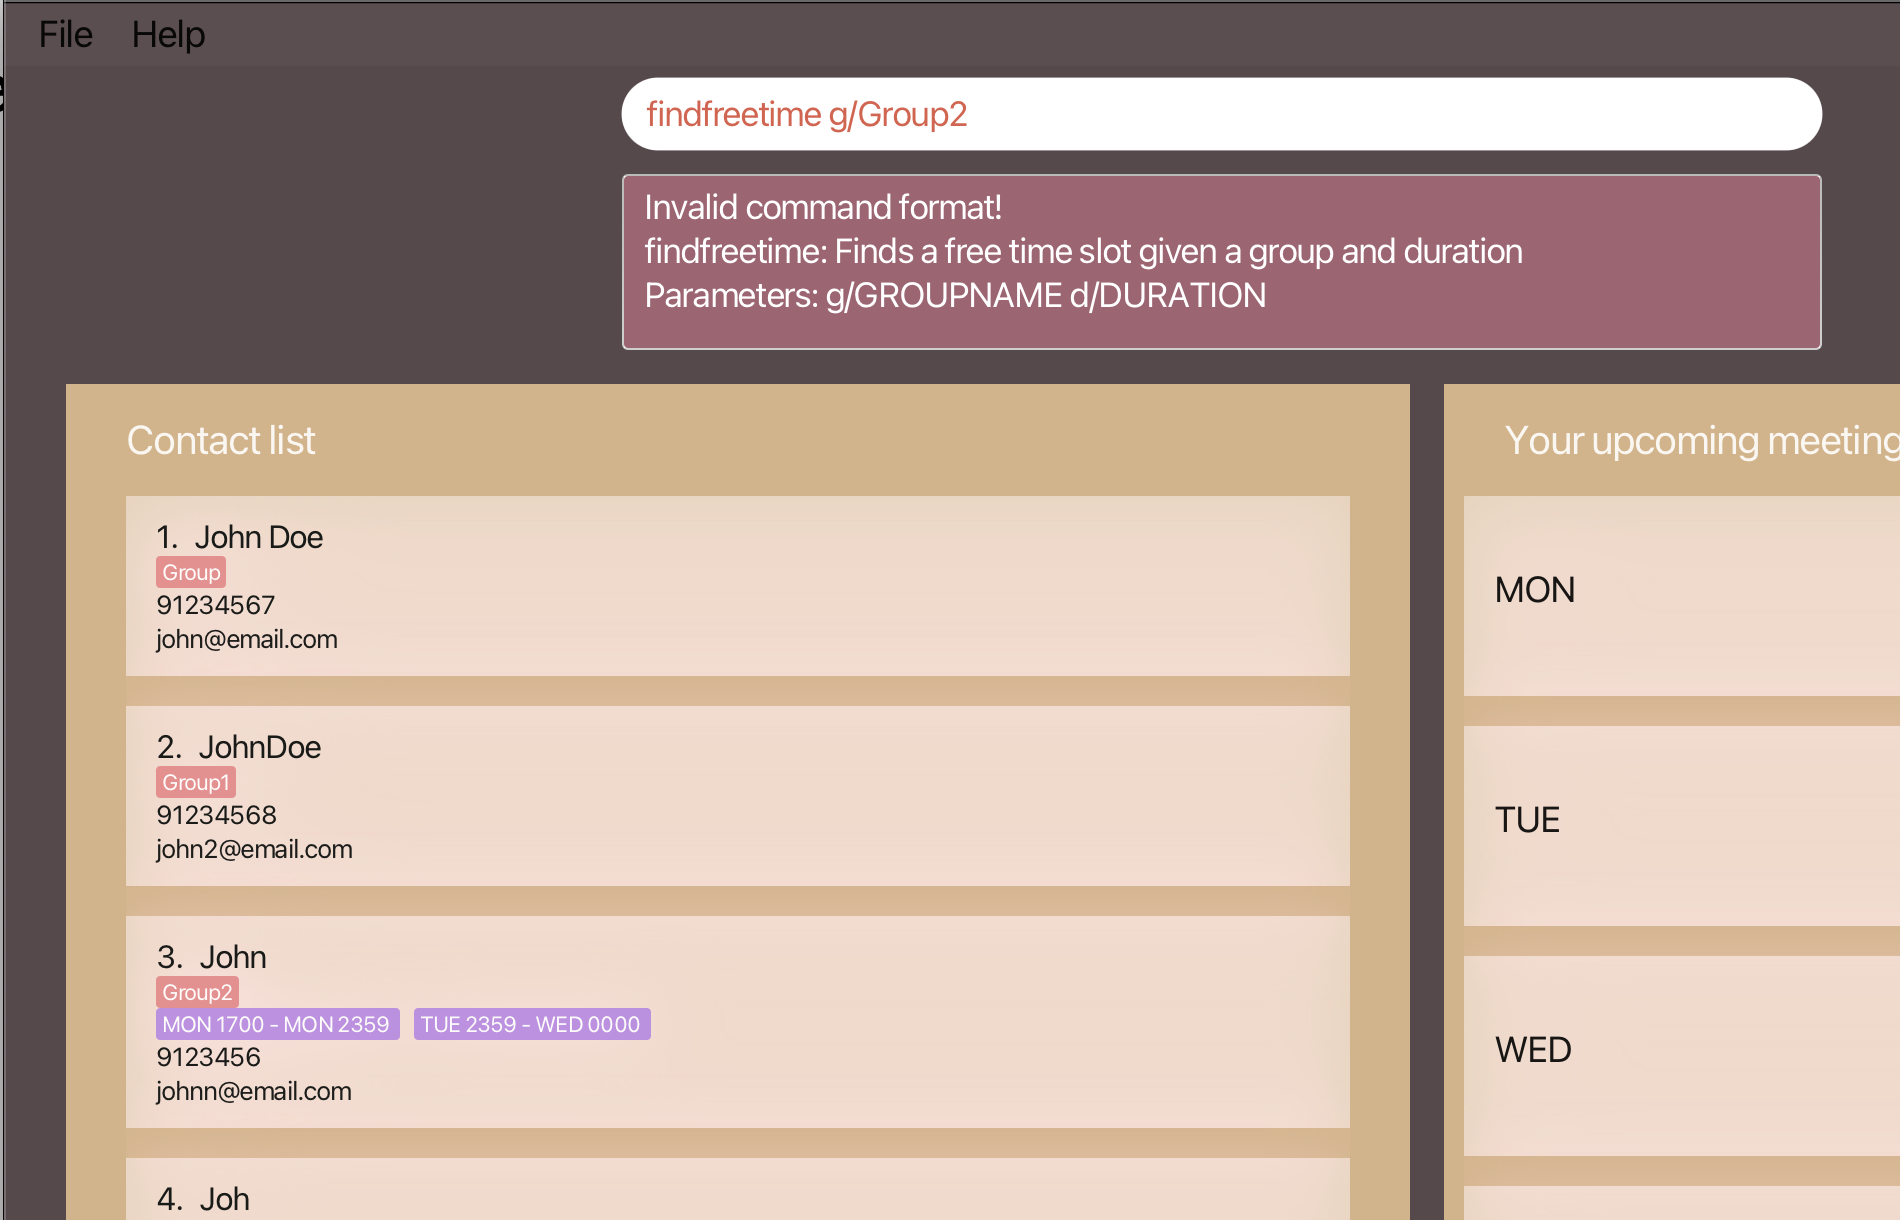 File Help
findfreetime g/Group2
Invalid command format!
findfreetime: Finds a free time slot given a group and duration
Parameters: g/GROUPNAME d/DURATION
Contact list
1. John Doe
Group
91234567
john@email.com
2. JohnDoe
Group1
91234568
john2@email.com
3. John
Group2
MON 1700 - MON 2359 TUE 2359 - WED 0000
9123456
johnn@email.com
4. Joh
Your upcoming meeting
MON
TUE
WED